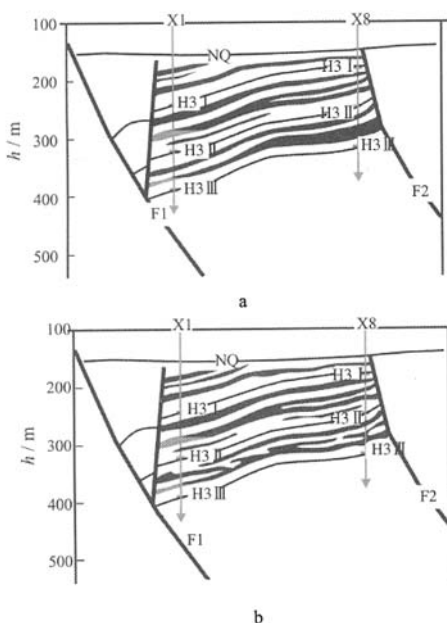 X1 X8
100
NQ
H3 I
200
H3 I
H3 II
h / m
300
H3 II
H3 III
H3 III
400
F1
F2
500
a
100
X1 X8
NQ
H3 I
200
H3 I
H3 II
h / m
300
H3 II
H3 III
400
H3 III
F2
F1
500
b